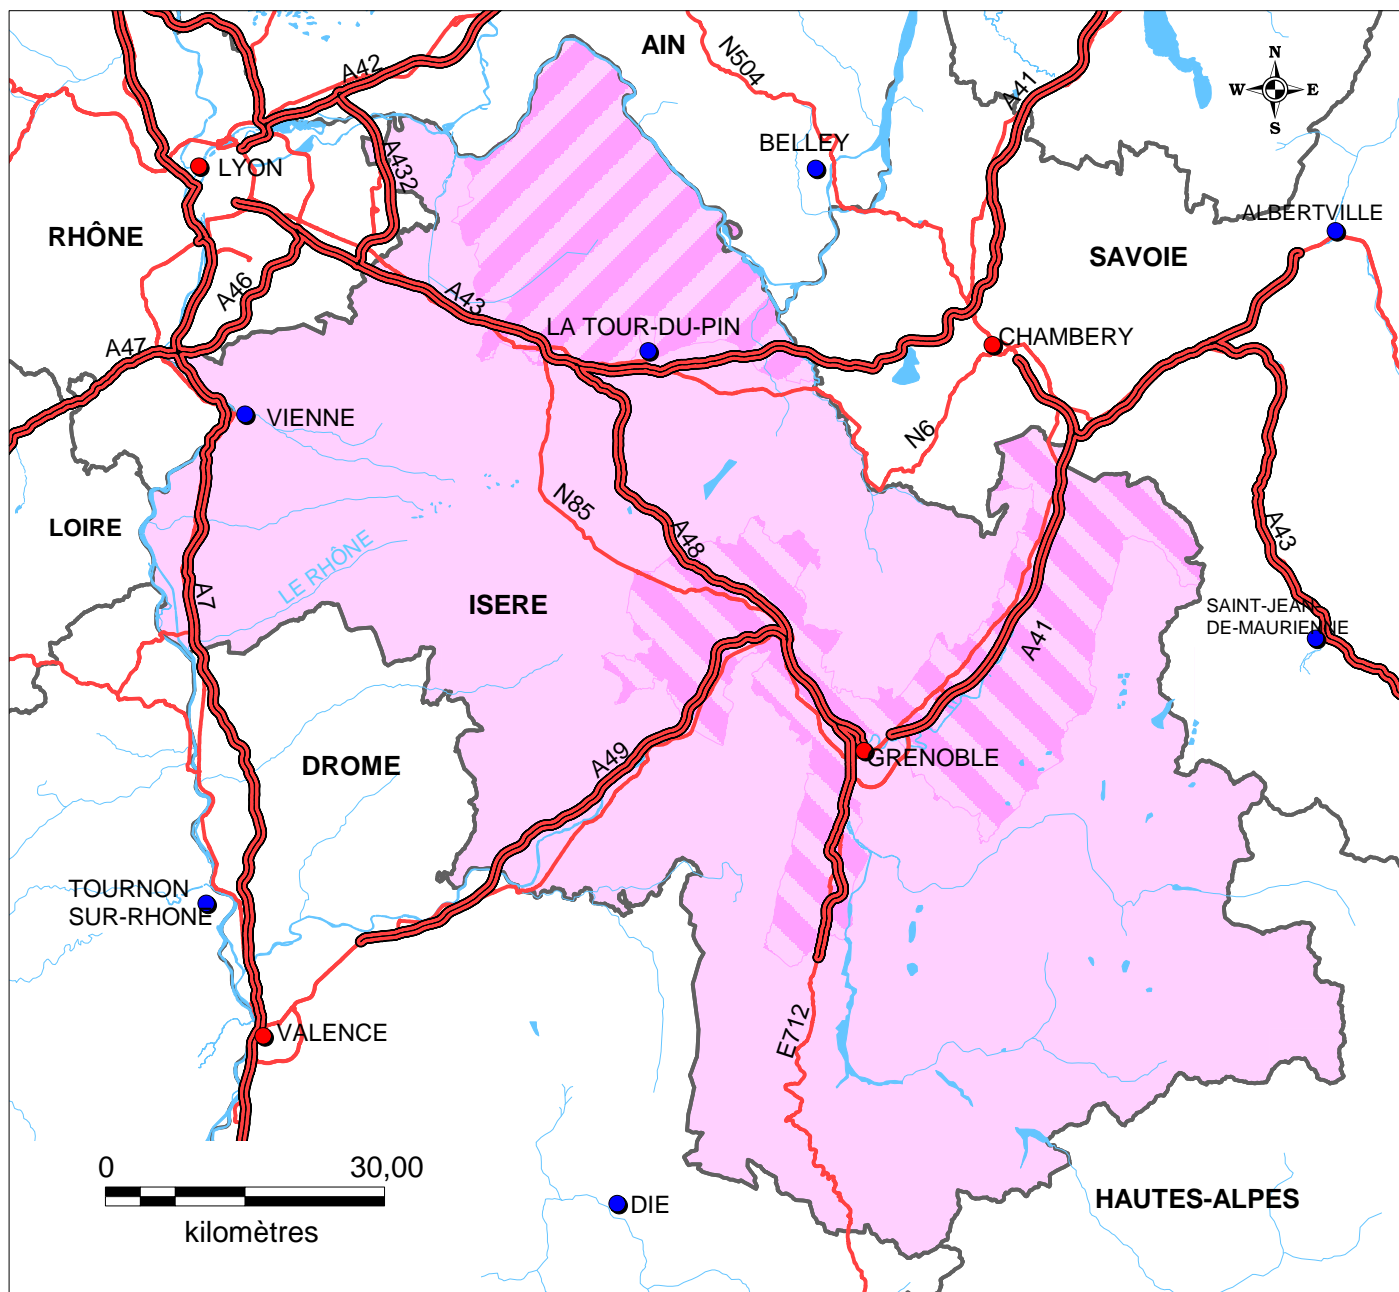 AIN
N504
N
W
E
S
A42
A41
BELLEY
LYON
A432
ALBERTVILLE
RHÔNE
SAVOIE
A46
A43
LA TOUR-DU-PIN
CHAMBERY
A47
VIENNE
N6
N85
LOIRE
A48
A43
LE RHÔNE
A7
ISERE
SAINT-JEAN-
DE-MAURIENNE
A41
DROME
A49
GRENOBLE
TOURNON
SUR-RHONE
VALENCE
E712
0
30,00
kilomètres
DIE
HAUTES-ALPES